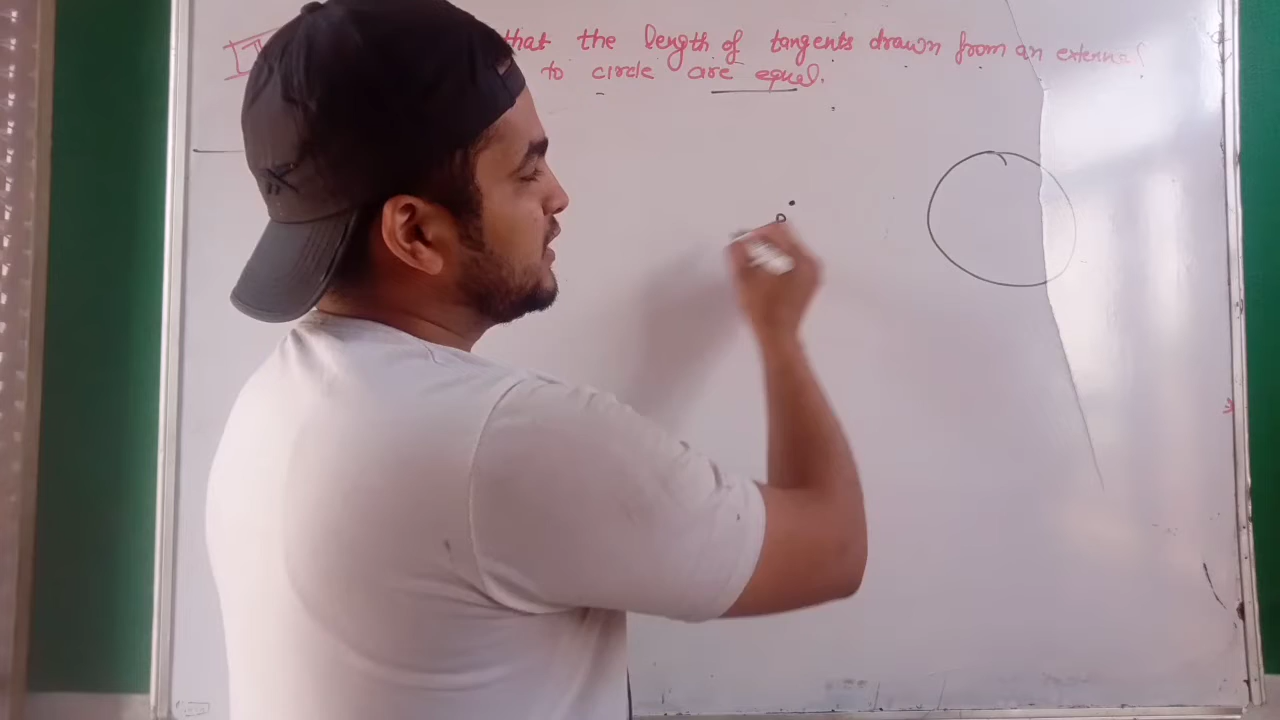 that the length of tangents drawn from an external
to circle are equal.
P